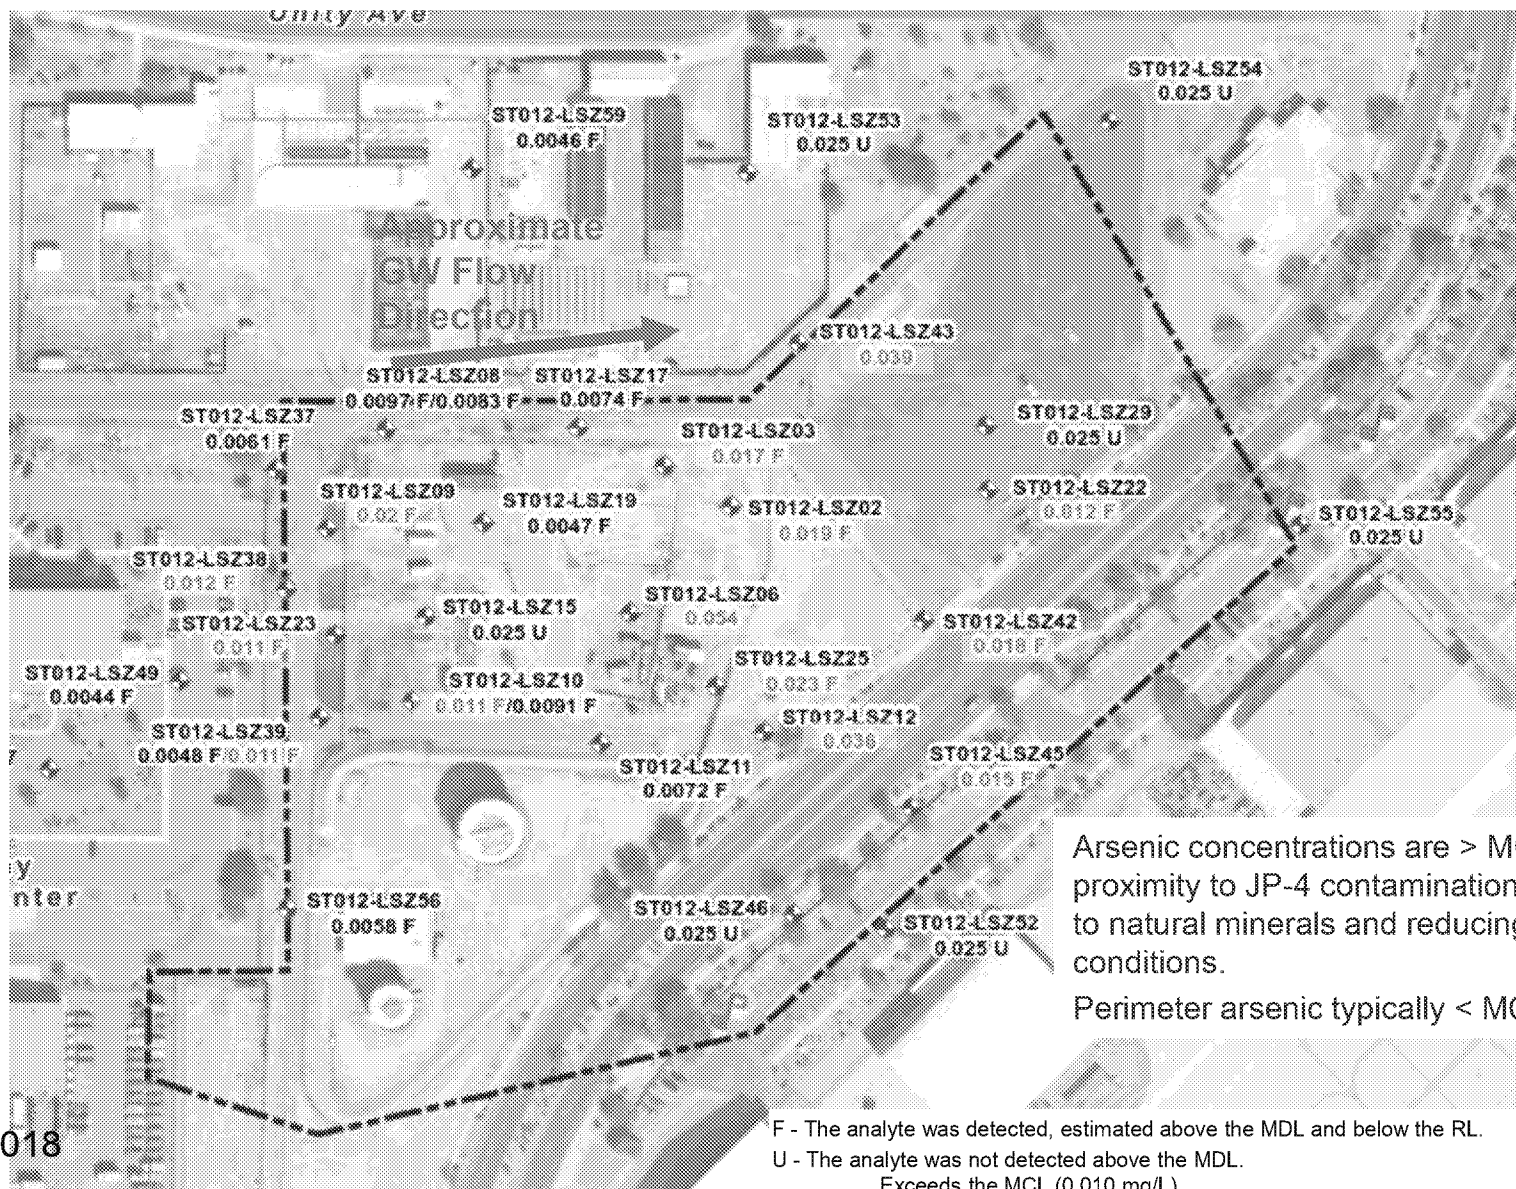 Unity Ave
ST012-LSZ54
0.025 U
ST012-LSZ59
0.0046 F
ST012-LSZ53
0.025 U
Approximate
GW Flow
Direction
ST012-LSZ43
0.039
ST012-LSZ08
0.0097 F/0.0083 F
ST012-LSZ17
0.0074 F
ST012-LSZ37
0.0061 F
ST012-LSZ03
0.017 F
ST012-LSZ29
0.025 U
ST012-LSZ09
0.02 F
ST012-LSZ19
0.0047 F
ST012-LSZ02
0.019 F
ST012-LSZ22
0.012 F
ST012-LSZ55
0.025 U
ST012-LSZ38
0.012 F
ST012-LSZ23
0.011 F
ST012-LSZ15
0.025 U
ST012-LSZ06
0.054
ST012-LSZ42
0.018 F
ST012-LSZ49
0.0044 F
ST012-LSZ10
0.011 F/0.0091 F
ST012-LSZ25
0.023 F
ST012-LSZ39
0.0048 F/0.011 F
ST012-LSZ12
0.036
ST012-LSZ11
0.0072 F
ST012-LSZ45
0.015 F
7
y
nter
ST012-LSZ56
0.0058 F
ST012-LSZ46
0.025 U
ST012-LSZ52
0.025 U
Arsenic concentrations are > M
proximity to JP-4 contamination
to natural minerals and reducing
conditions.
Perimeter arsenic typically < MC
018
F - The analyte was detected, estimated above the MDL and below the RL.
U - The analyte was not detected above the MDL.
Exceeds the MCL (0.010 mg/L)